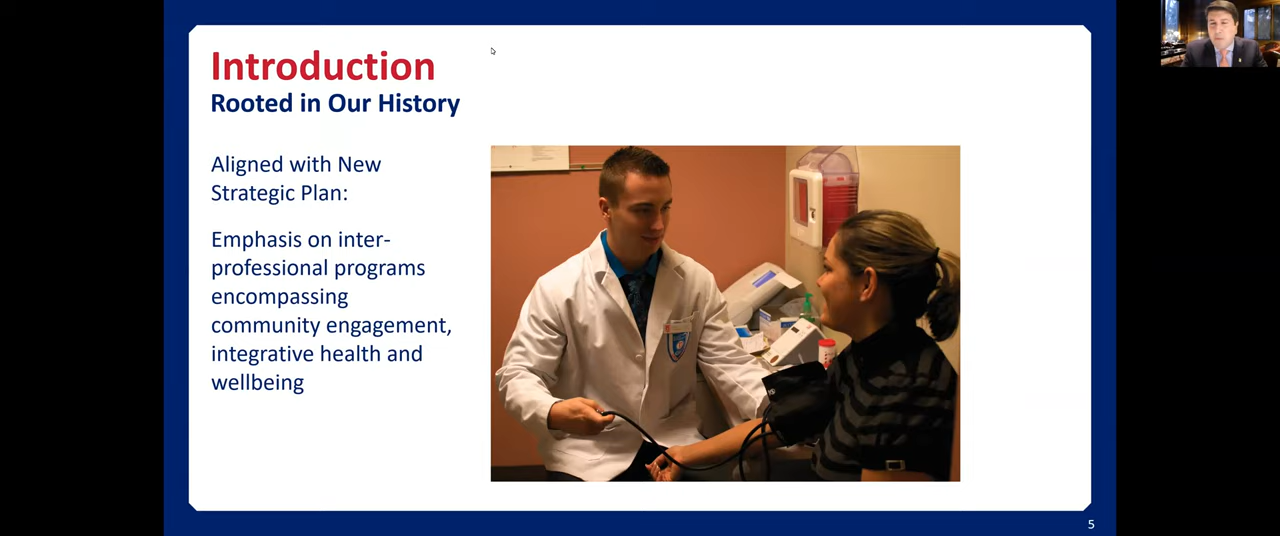 Introduction
Rooted in Our History
Aligned with New
Strategic Plan:
Emphasis on inter-
professional programs
encompassing
community engagement,
integrative health and
wellbeing
5